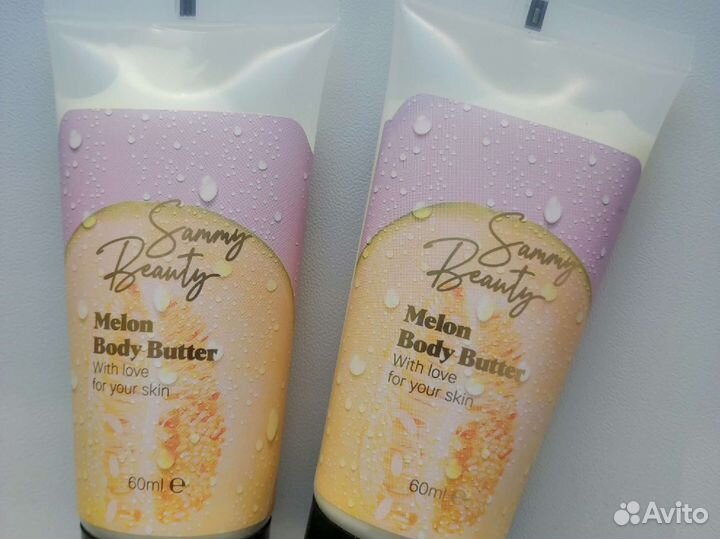 Sammy
Beauty
Melon
Body Butter
With love
for your skin
60ml e
Sammy
Beauty
Melon
Body Butter
With love
for your skin
60ml e
Avito